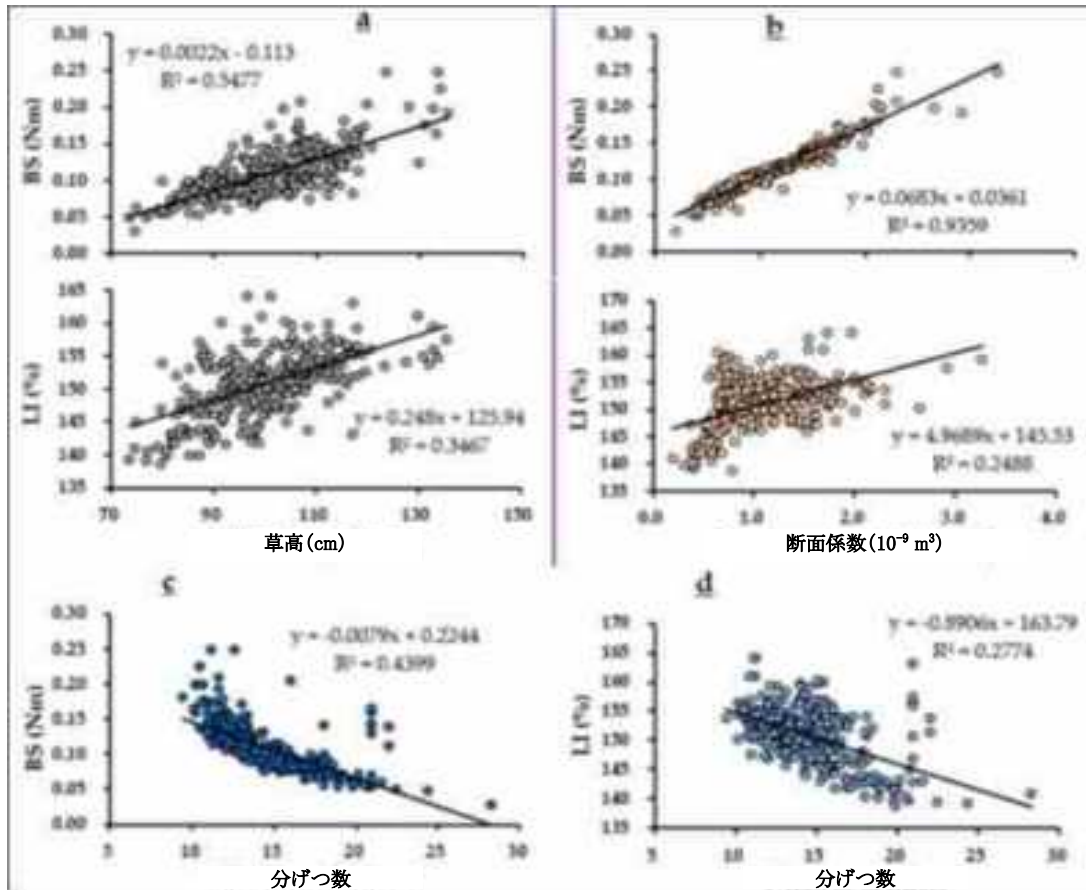 a
0.30
0.25
0.20
0.15
0.10
0.05
0.00
BS (Nm)
y = 0.0022x - 0.113
R² = 0.5477
165
160
155
150
145
140
135
LI (%)
y = 0.248x + 125.94
R² = 0.3467
70 90 110 130 150
草高(cm)
b
0.30
0.25
0.20
0.15
0.10
0.05
0.00
BS (Nm)
y = 0.0683x + 0.0361
R² = 0.9359
170
165
160
155
150
145
140
135
LI (%)
y = 4.9689x + 145.53
R² = 0.2488
0.0 1.0 2.0 3.0 4.0
断面係数(10⁻⁹ m³)
c
0.30
0.25
0.20
0.15
0.10
0.05
0.00
BS (Nm)
y = -0.0079x + 0.2244
R² = 0.4399
5 10 15 20 25 30
分げつ数
d
170
165
160
155
150
145
140
135
LI (%)
y = -0.8906x + 163.79
R² = 0.2774
5 10 15 20 25 30
分げつ数